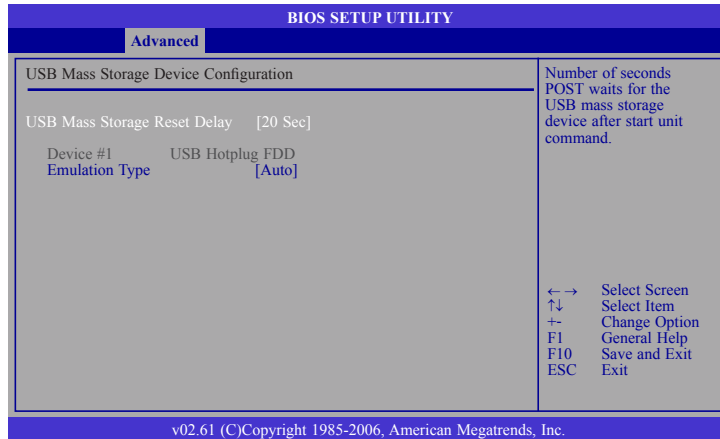 BIOS SETUP UTILITY
Advanced
USB Mass Storage Device Configuration
USB Mass Storage Reset Delay [20 Sec]
Device #1 USB Hotplug FDD
Emulation Type [Auto]
Number of seconds
POST waits for the
USB mass storage
device after start unit
command.
←→ Select Screen
↑↓ Select Item
+- Change Option
F1 General Help
F10 Save and Exit
ESC Exit
v02.61 (C)Copyright 1985-2006, American Megatrends, Inc.